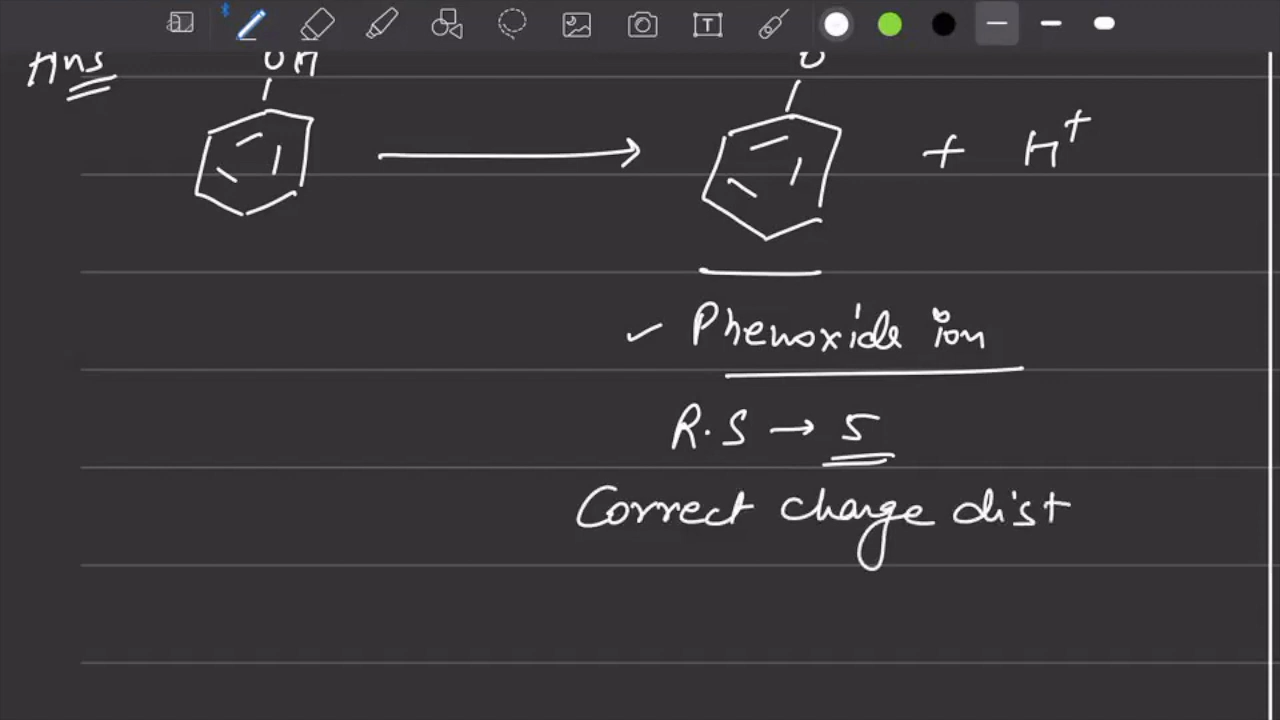 Ans OH O
+ H+
✓ Phenoxide ion
R.S → 5
Correct charge dist